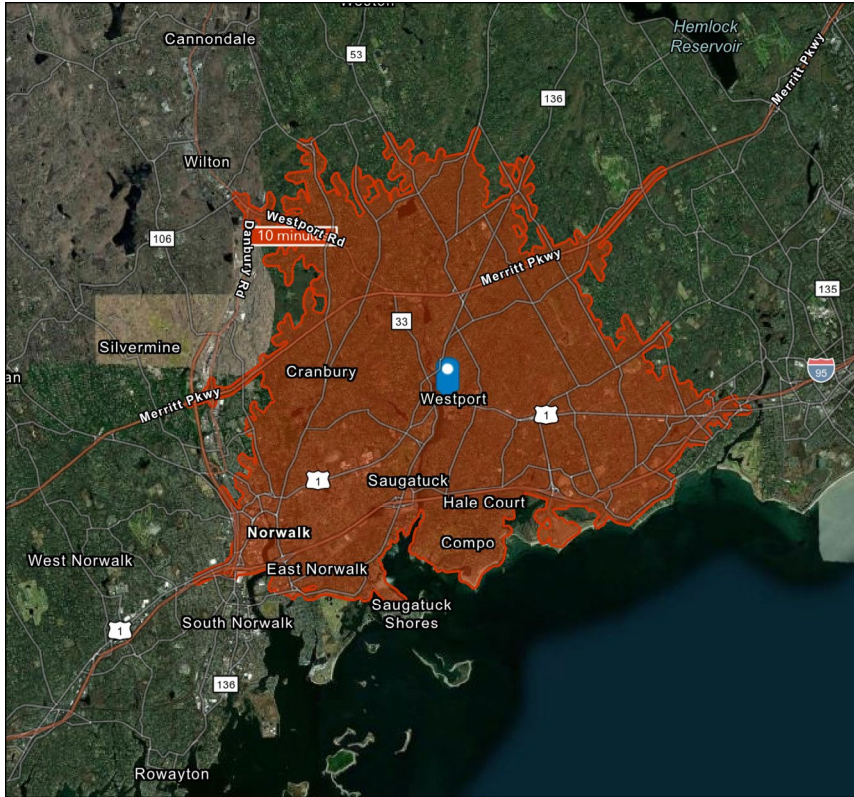 Weston
Cannondale
Hemlock
Reservoir
Merritt Pkwy
53
136
Wilton
Westport Rd
10 minute
106
Danbury Rd
Merritt Pkwy
135
33
Silvermine
95
Cranbury
Merritt Pkwy
Westport
1
Saugatuck
1
Hale Court
Norwalk
Compo
West Norwalk
East Norwalk
Saugatuck
Shores
South Norwalk
1
136
Rowayton